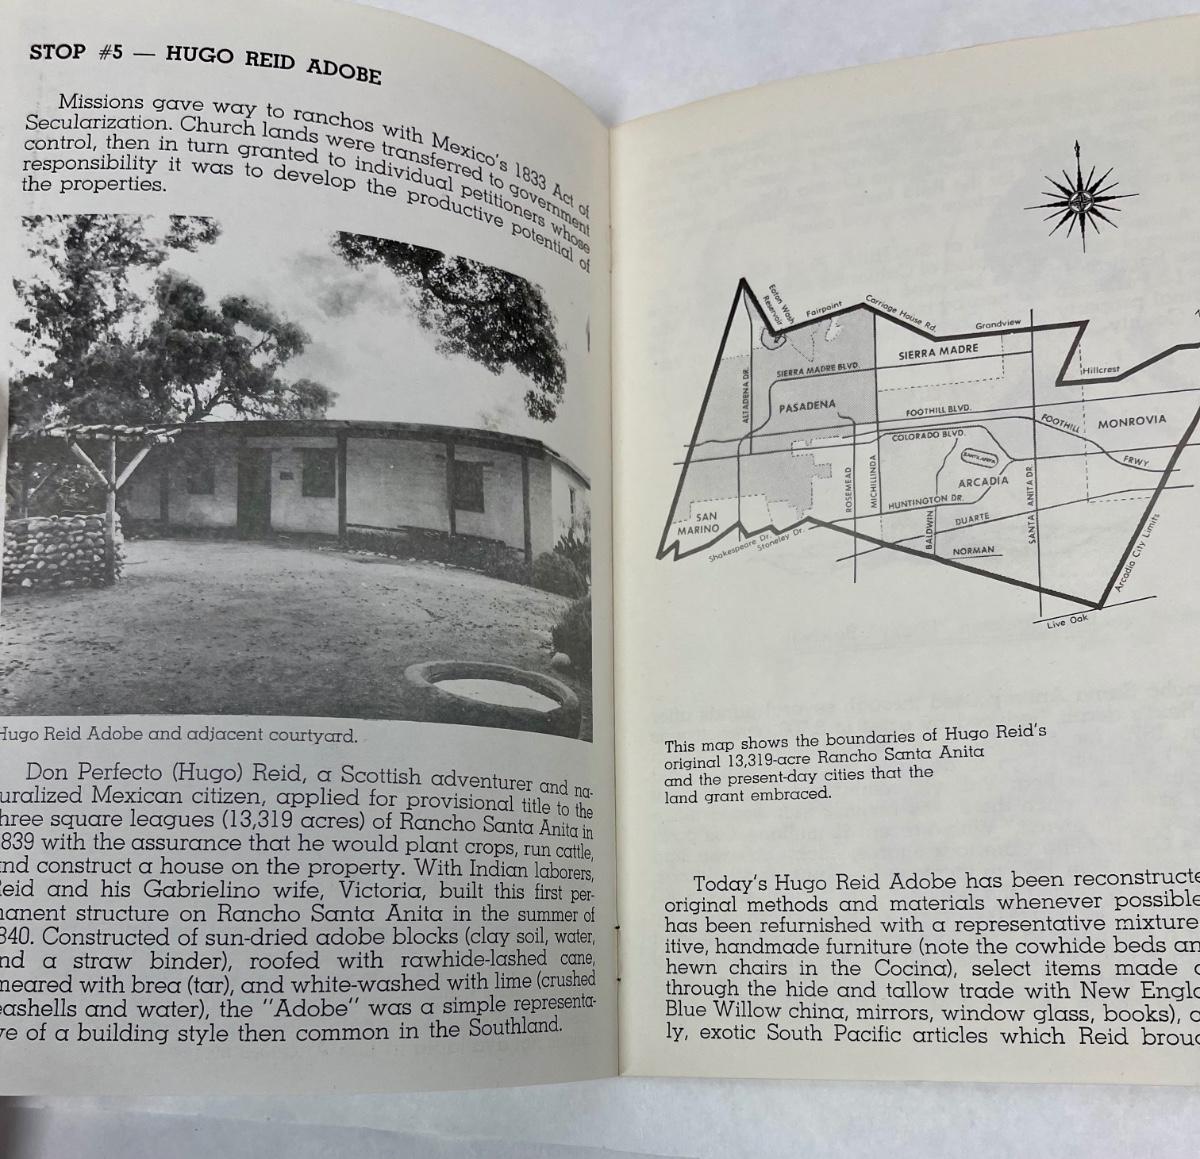 STOP #5 — HUGO REID ADOBE
Missions gave way to ranchos with Mexico's 1833 Act of
Secularization. Church lands were transferred to government
control, then in turn granted to individual petitioners whose
responsibility it was to develop the productive potential of
the properties.
Hugo Reid Adobe and adjacent courtyard.
Don Perfecto (Hugo) Reid, a Scottish adventurer and na-
uralized Mexican citizen, applied for provisional title to the
hree square leagues (13,319 acres) of Rancho Santa Anita in
839 with the assurance that he would plant crops, run cattle,
nd construct a house on the property. With Indian laborers,
Reid and his Gabrielino wife, Victoria, built this first per-
nanent structure on Rancho Santa Anita in the summer of
840. Constructed of sun-dried adobe blocks (clay soil, water,
nd a straw binder), roofed with rawhide-lashed cane,
meared with brea (tar), and white-washed with lime (crushed
eashells and water), the "Adobe" was a simple representa-
ve of a building style then common in the Southland.
Eaton Wash
Reservoir
Fairpoint
Carriage House Rd.
Grandview
Hillcrest
SIERRA MADRE
SIERRA MADRE BLVD.
ALTADENA DR.
PASADENA
FOOTHILL BLVD.
FOOTHILL
FRWY
MONROVIA
COLORADO BLVD.
SANTA ANITA
ARCADIA
ROSEMEAD
MICHILLINDA
HUNTINGTON DR.
SAN
MARINO
Shakespeare Dr.
Stoneley Dr.
BALDWIN
DUARTE
NORMAN
SANTA ANITA DR.
Arcadia City Limits
Live Oak
This map shows the boundaries of Hugo Reid's
original 13,319-acre Rancho Santa Anita
and the present-day cities that the
land grant embraced.
Today's Hugo Reid Adobe has been reconstructe
original methods and materials whenever possible
has been refurnished with a representative mixture
itive, handmade furniture (note the cowhide beds an
hewn chairs in the Cocina), select items made
through the hide and tallow trade with New Engla
Blue Willow china, mirrors, window glass, books),
ly, exotic South Pacific articles which Reid brou